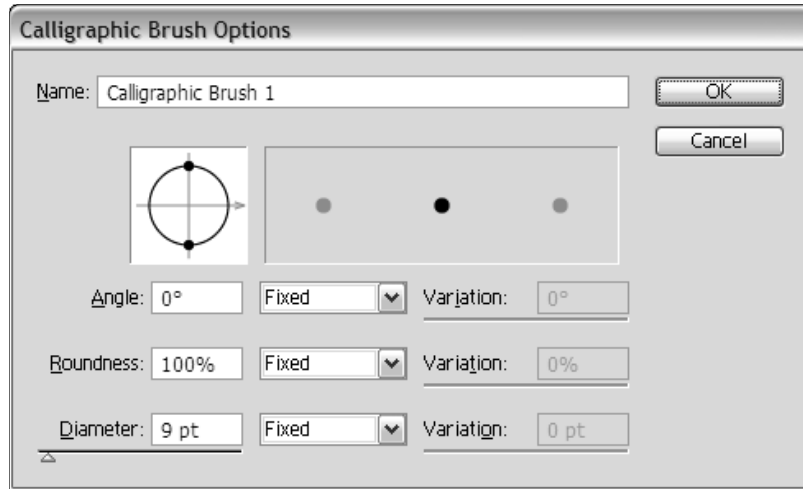 Calligraphic Brush Options
Name: Calligraphic Brush 1 OK
Cancel
Angle: 0° Fixed Variation: 0°
Roundness: 100% Fixed Variation: 0%
Diameter: 9 pt Fixed Variation: 0 pt